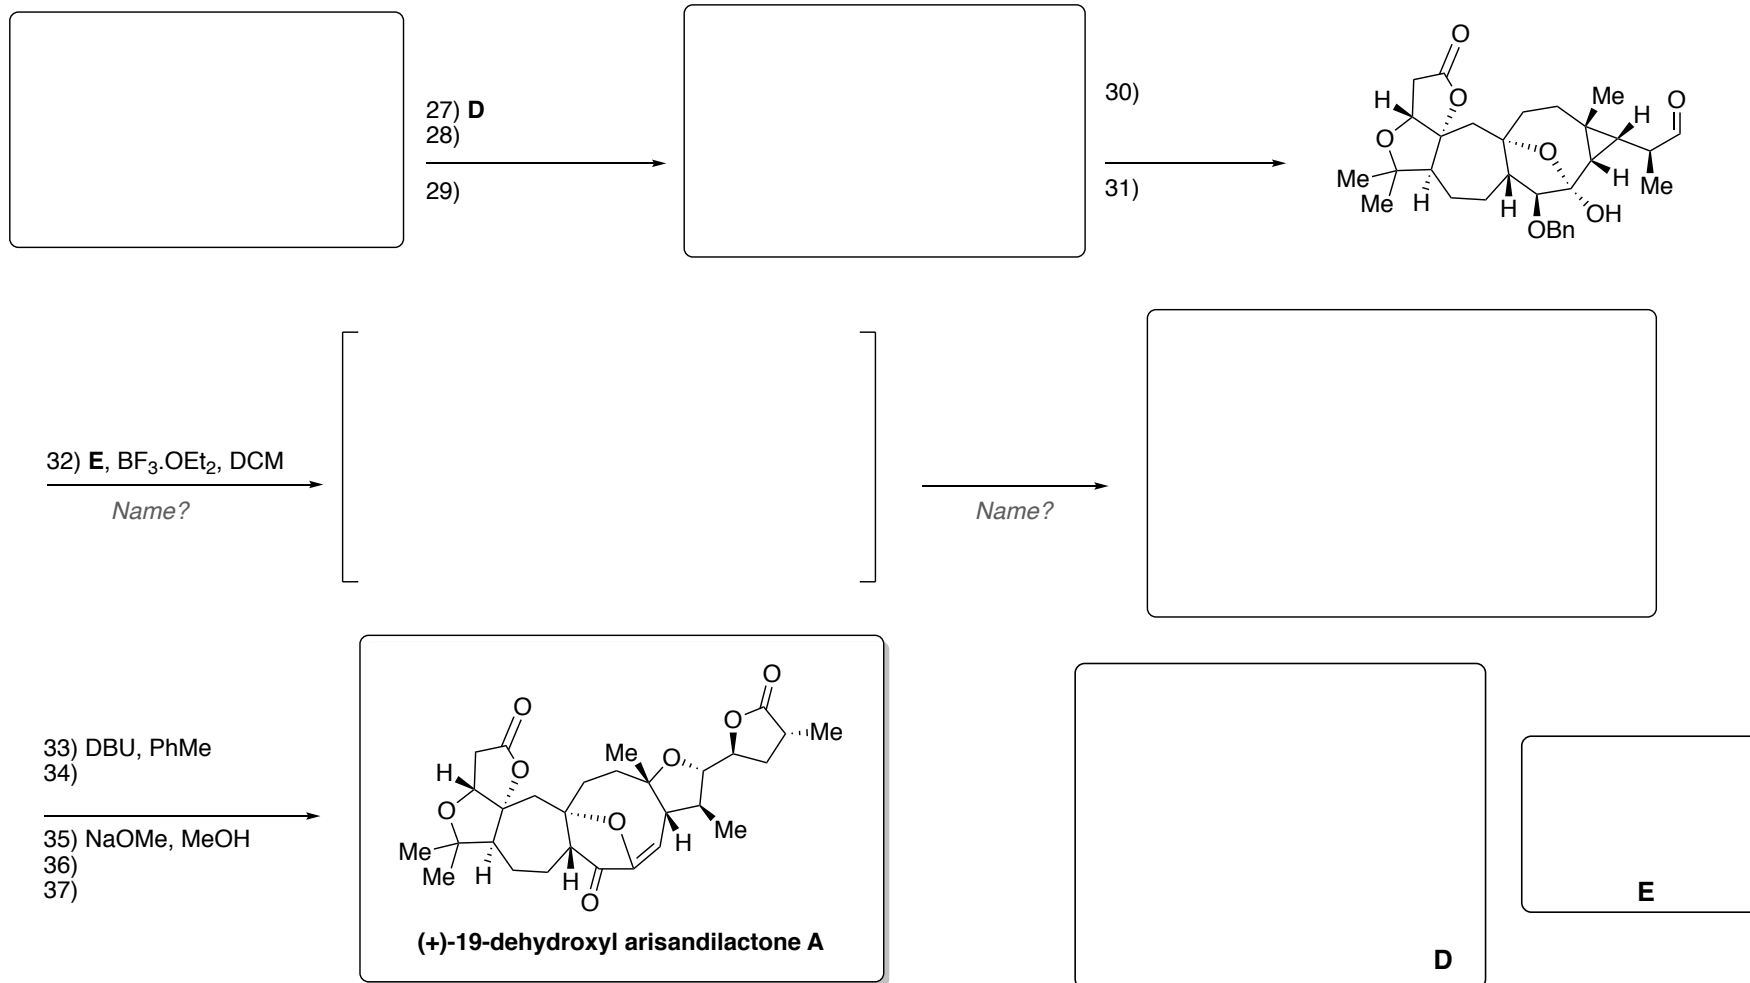 27) D
28)
29)
30)
31)
O
O
H
O
Me
Me
H
H
O
OBn
OH
Me
H
H
Me
O
32) E, BF3.OEt2, DCM
Name?
Name?
33) DBU, PhMe
34)
35) NaOMe, MeOH
36)
37)
O
O
H
O
Me
Me
H
H
O
O
Me
O
H
Me
O
O
Me
(+)-19-dehydroxyl arisandilactone A
D
E